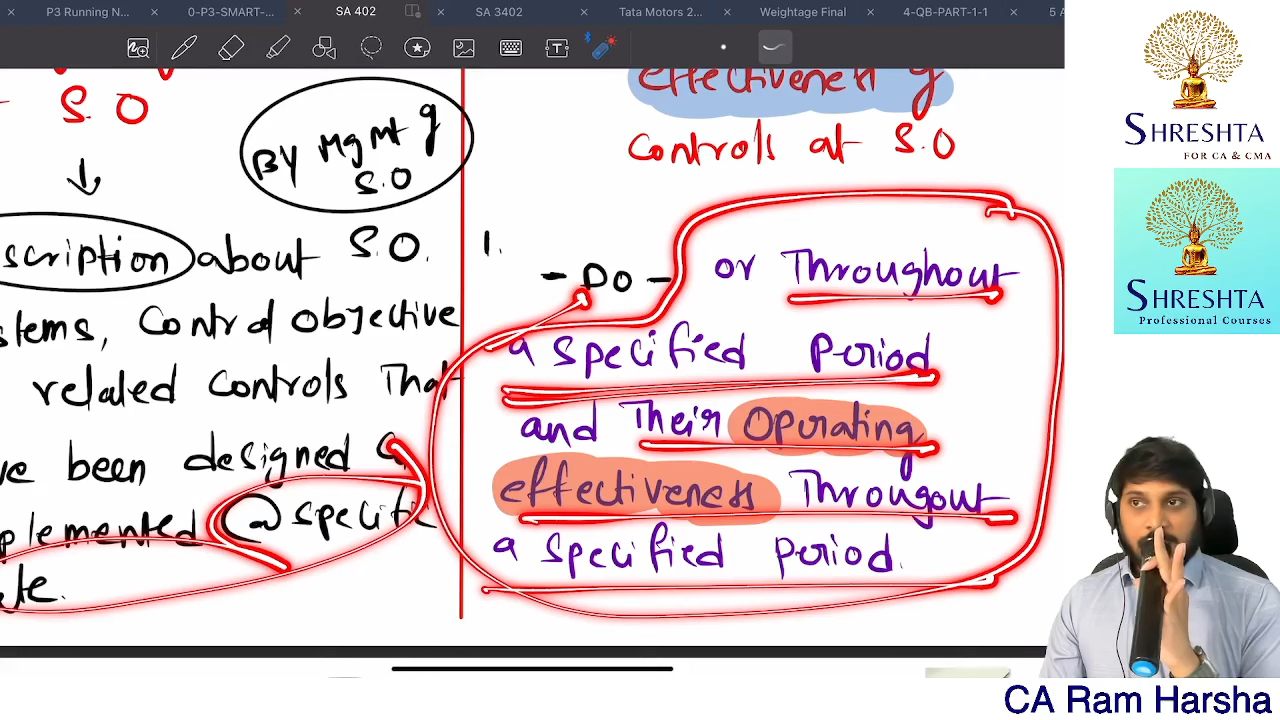 P3 Running N...
0-P3-SMART-...
SA 402
SA 3402
Tata Motors 2...
Weightage Final
4-QB-PART-1-1
5 A
S.O
BY Mgmt of
S.O
scription about S.O.
stems, Control objective
related controls That
ve been designed
plemented @ specific
te.
effectiveness of
controls at S.O
1.
- Do - or Throughout
a specified Period
and Their Operating
effectiveness Througout
a specified period.
SHRESHTA
FOR CA & CMA
SHRESHTA
Professional Courses
CA Ram Harsha